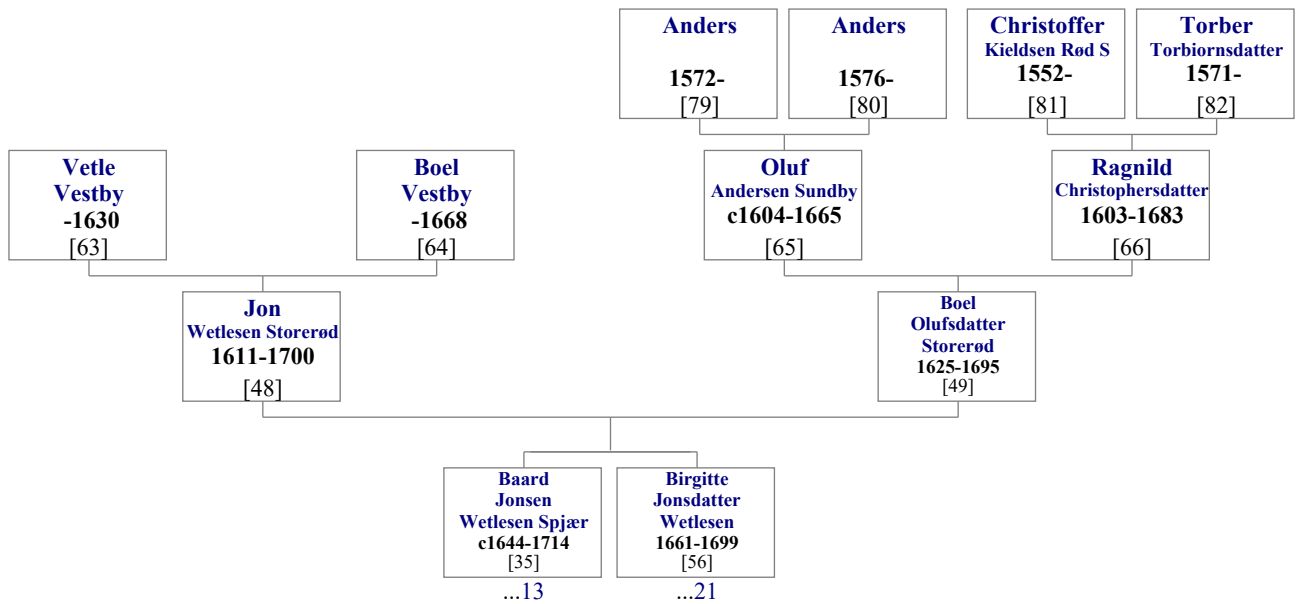 Anders
1572-
[79]
Anders
1576-
[80]
Christoffer
Kieldsen Rød S
1552-
[81]
Torber
Torbiornsdatter
1571-
[82]
Vetle
Vestby
-1630
[63]
Boel
Vestby
-1668
[64]
Oluf
Andersen Sundby
c1604-1665
[65]
Ragnild
Christophersdatter
1603-1683
[66]
Jon
Wetlesen Storerød
1611-1700
[48]
Boel
Olufsdatter
Storerød
1625-1695
[49]
Baard
Jonsen
Wetlesen Spjær
c1644-1714
[35]
...13
Birgitte
Jonsdatter
Wetlesen
1661-1699
[56]
...21